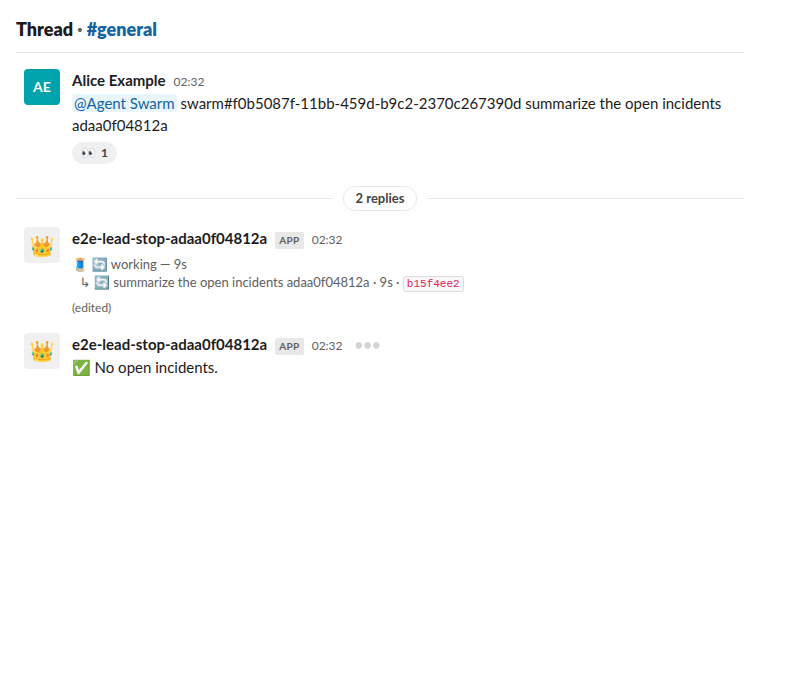 Thread • #general
AE
Alice Example 02:32
@Agent Swarm swarm#f0b5087f-11bb-459d-b9c2-2370c267390d summarize the open incidents
adaa0f04812a
👀 1
2 replies
e2e-lead-stop-adaa0f04812a APP 02:32
🧵 🔄 working — 9s
↳ 🔄 summarize the open incidents adaa0f04812a · 9s · b15f4ee2
(edited)
e2e-lead-stop-adaa0f04812a APP 02:32
✅ No open incidents.